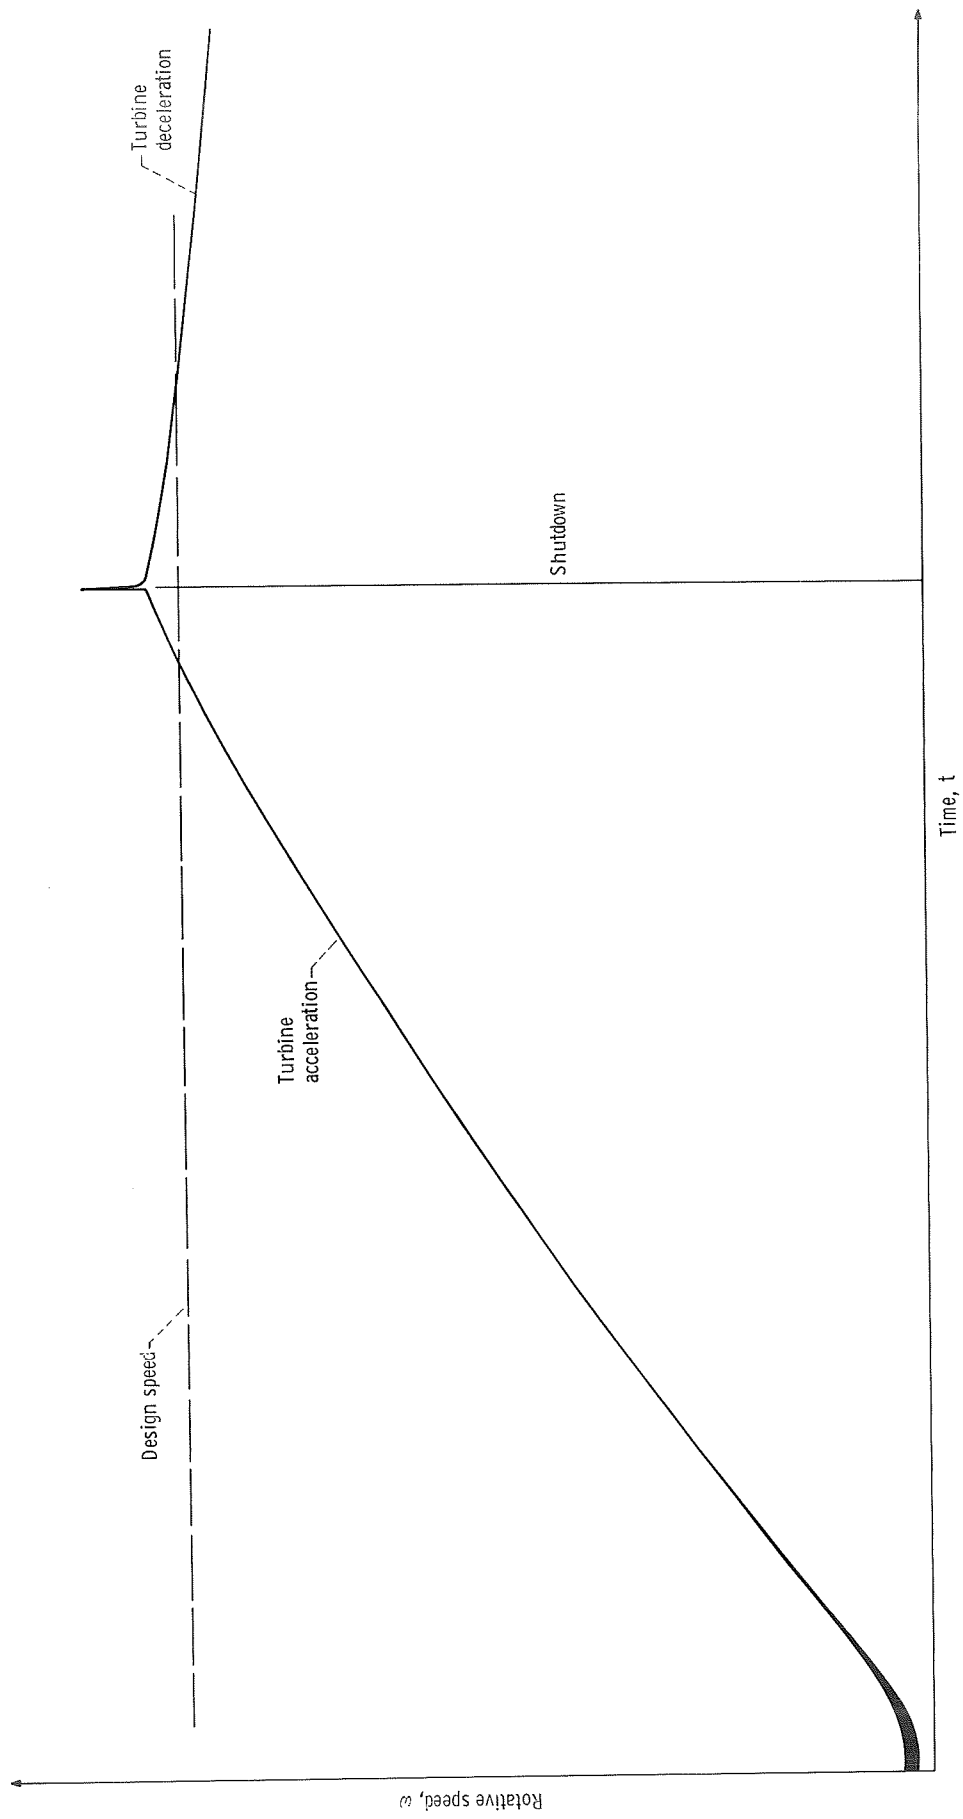 Turbine
deceleration
Shutdown
Turbine
acceleration
Design speed
Time, t
Rotative speed, ω